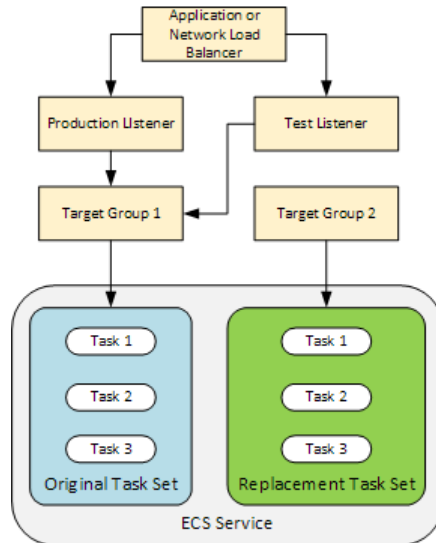 Application or
Network Load
Balancer
Production Listener
Test Listener
Target Group 1
Target Group 2
Task 1
Task 1
Task 2
Task 2
Task 3
Task 3
Original Task Set
Replacement Task Set
ECS Service